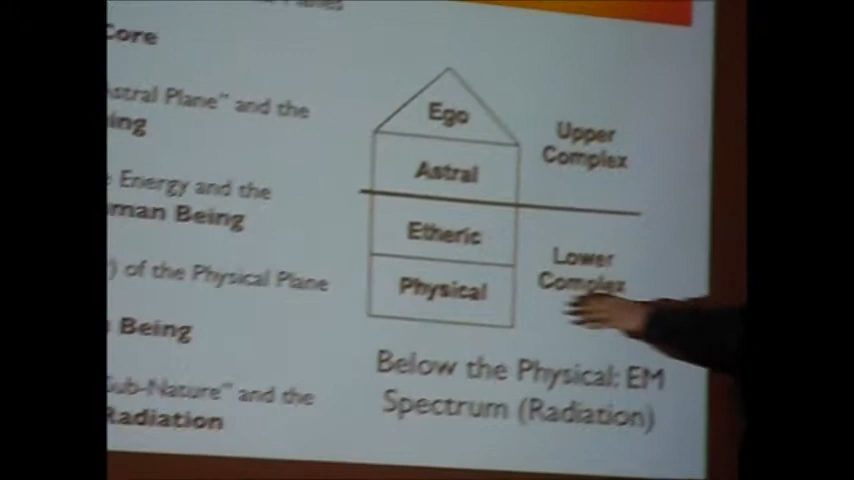 Core
Astral Plane" and the
ing
Energy and the
man Being
) of the Physical Plane
Being
Sub-Nature" and the
Radiation
Ego
Astral
Etheric
Physical
Upper
Complex
Lower
Complex
Below the Physical: EM
Spectrum (Radiation)